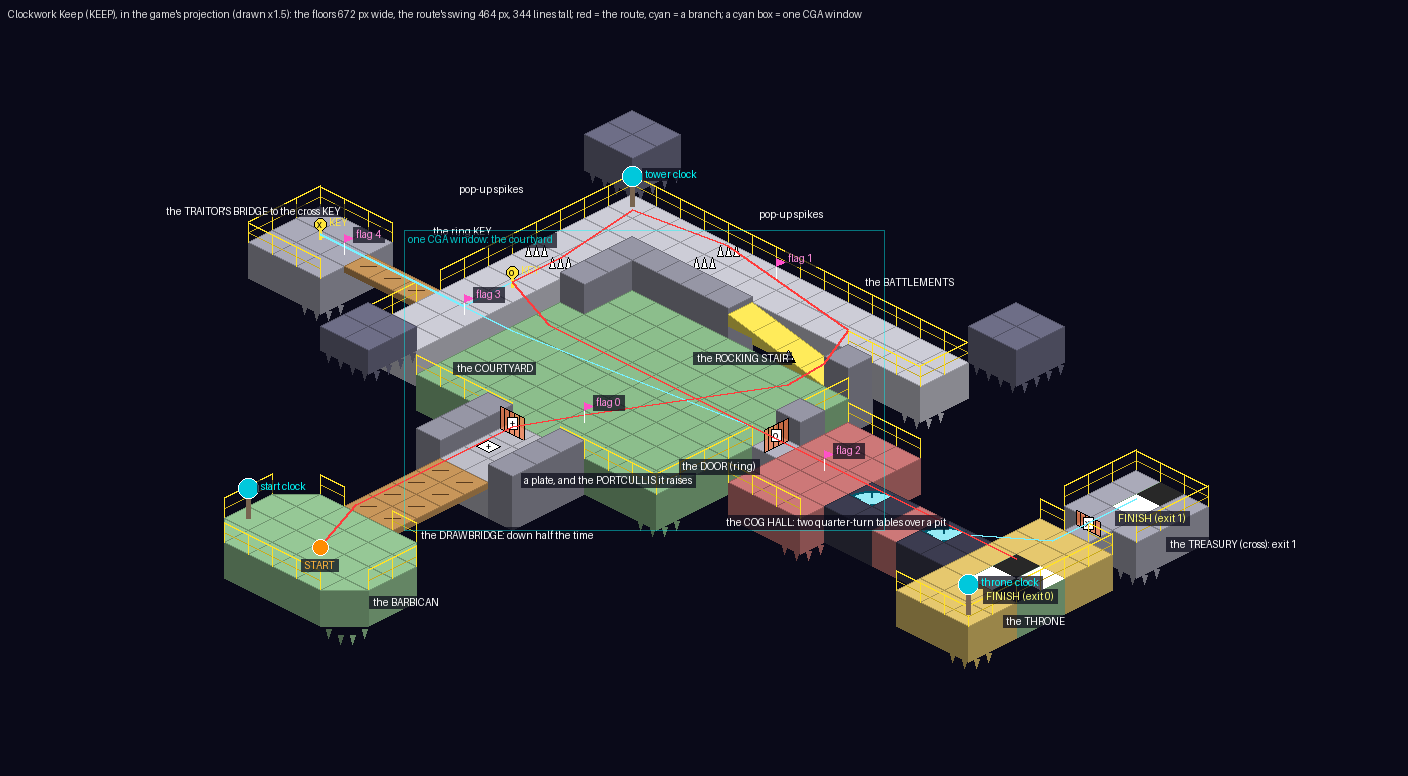 Clockwork Keep (KEEP), in the game's projection (drawn x1.5): the floors 672 px wide, the route's swing 464 px, 344 lines tall; red = the route, cyan = a branch; a cyan box = one CGA window
tower clock
pop-up spikes
the TRAITOR'S BRIDGE to the cross KEY
pop-up spikes
X KEY
flag 4
the ring KEY
one CGA window: the courtyard
flag 1
the BATTLEMENTS
flag 3
the ROCKING STAIR
the COURTYARD
flag 0
flag 2
the DOOR (ring)
a plate, and the PORTCULLIS it raises
start clock
FINISH (exit 1)
the COG HALL: two quarter-turn tables over a pit
the DRAWBRIDGE: down half the time
the TREASURY (cross): exit 1
START
throne clock
FINISH (exit 0)
the BARBICAN
the THRONE